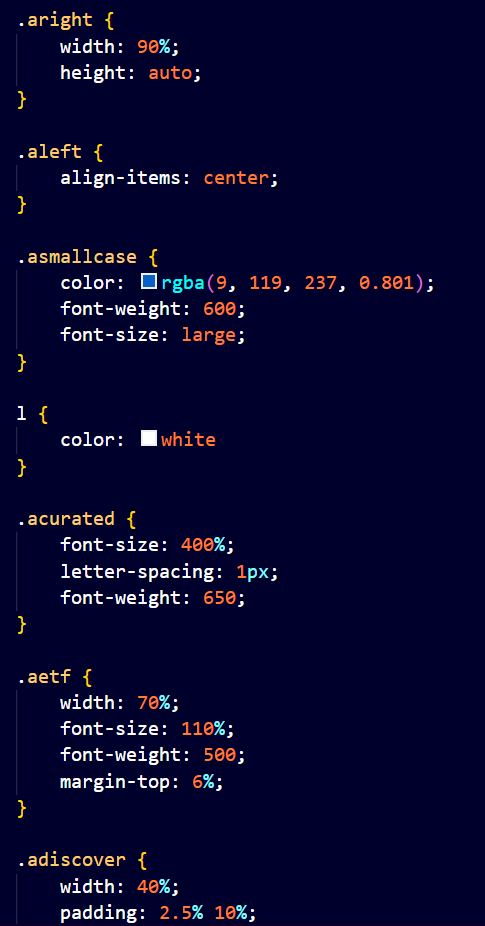 .aright {
width: 90%;
height: auto;
}
.aleft {
align-items: center;
}
.asmallcase {
color: rgba(9, 119, 237, 0.801);
font-weight: 600;
font-size: large;
}
l {
color: white
}
.acurated {
font-size: 400%;
letter-spacing: 1px;
font-weight: 650;
}
.aetf {
width: 70%;
font-size: 110%;
font-weight: 500;
margin-top: 6%;
}
.adiscover {
width: 40%;
padding: 2.5% 10%;